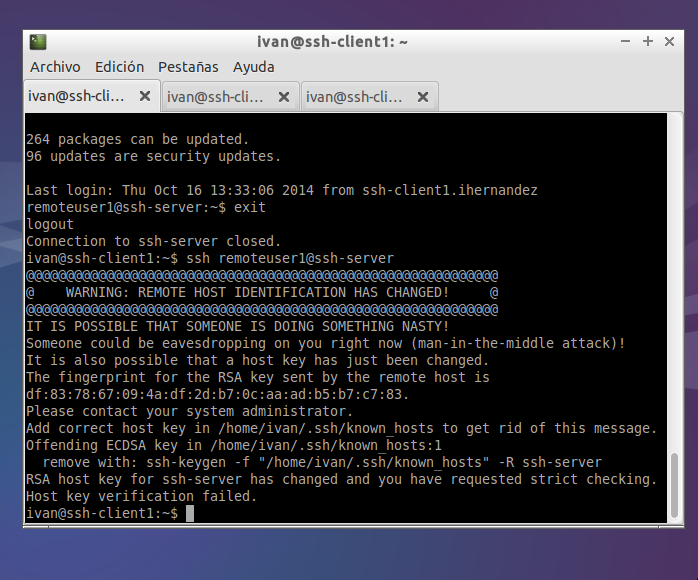 ivan@ssh-client1: ~
Archivo Edición Pestañas Ayuda
ivan@ssh-cli... ivan@ssh-cli... ivan@ssh-cli...
264 packages can be updated.
96 updates are security updates.
Last login: Thu Oct 16 13:33:06 2014 from ssh-client1.ihernandez
remoteuser1@ssh-server:~$ exit
logout
Connection to ssh-server closed.
ivan@ssh-client1:~$ ssh remoteuser1@ssh-server
@@@@@@@@@@@@@@@@@@@@@@@@@@@@@@@@@@@@@@@@@@@@@@@@@@@@@@@@@@@
@    WARNING: REMOTE HOST IDENTIFICATION HAS CHANGED!     @
@@@@@@@@@@@@@@@@@@@@@@@@@@@@@@@@@@@@@@@@@@@@@@@@@@@@@@@@@@@
IT IS POSSIBLE THAT SOMEONE IS DOING SOMETHING NASTY!
Someone could be eavesdropping on you right now (man-in-the-middle attack)!
It is also possible that a host key has just been changed.
The fingerprint for the RSA key sent by the remote host is
df:83:78:67:09:4a:df:2d:b7:0c:aa:ad:b5:b7:c7:83.
Please contact your system administrator.
Add correct host key in /home/ivan/.ssh/known_hosts to get rid of this message.
Offending ECDSA key in /home/ivan/.ssh/known_hosts:1
  remove with: ssh-keygen -f "/home/ivan/.ssh/known_hosts" -R ssh-server
RSA host key for ssh-server has changed and you have requested strict checking.
Host key verification failed.
ivan@ssh-client1:~$